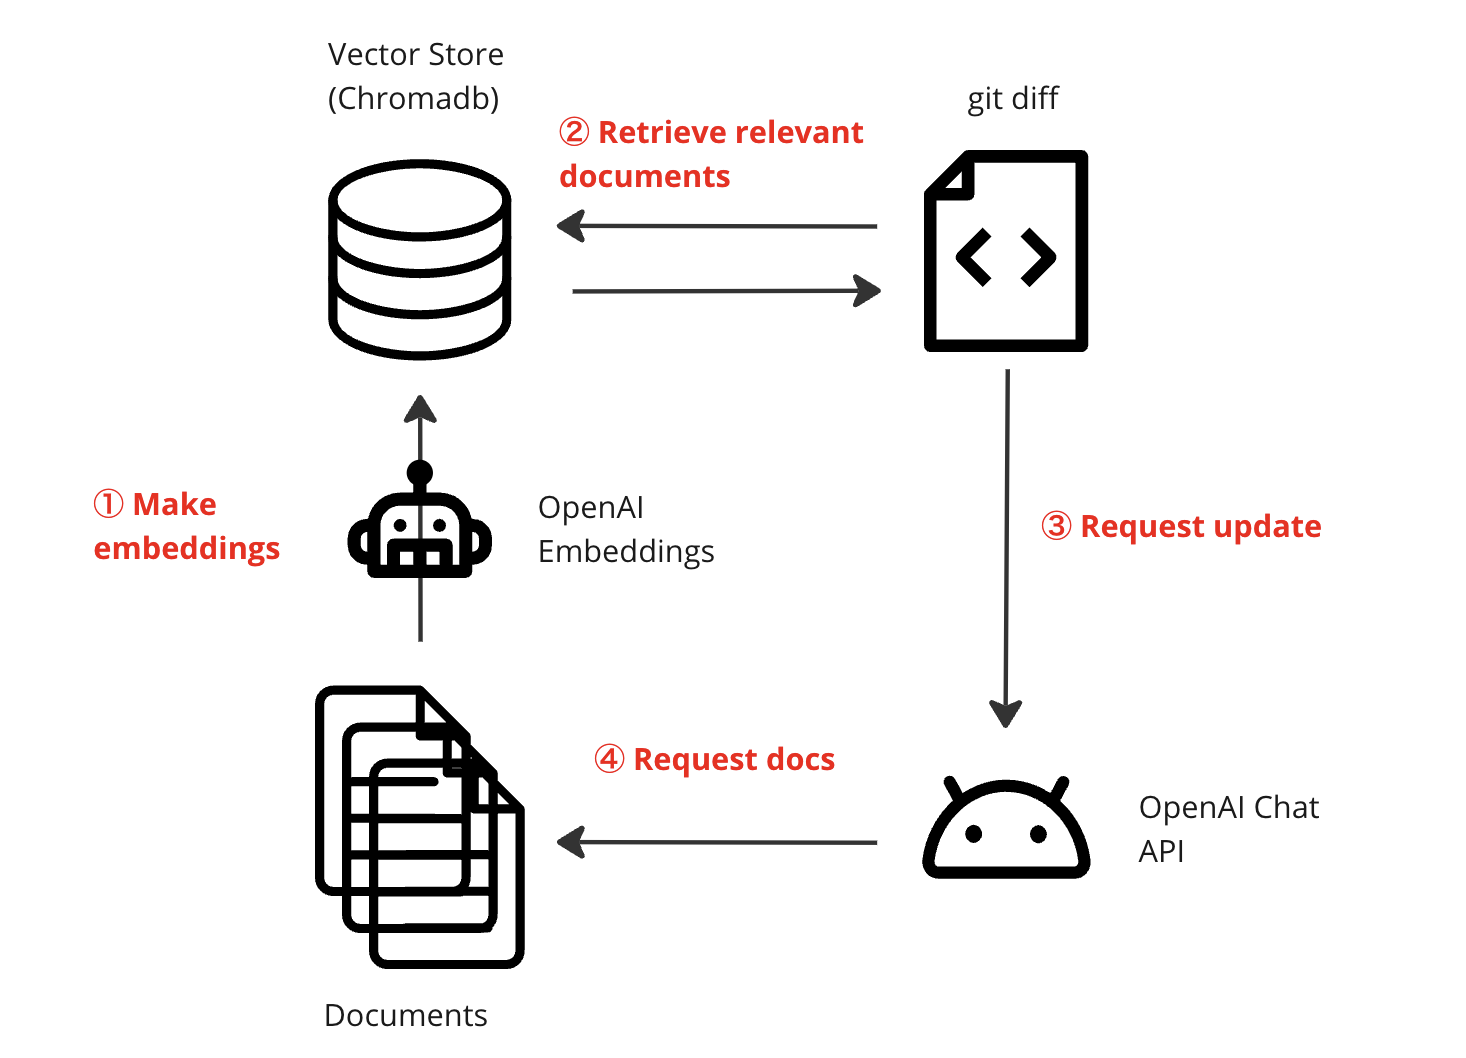 Vector Store
(Chromadb)
② Retrieve relevant
documents
git diff
① Make
embeddings
OpenAI
Embeddings
③ Request update
④ Request docs
OpenAI Chat
API
Documents